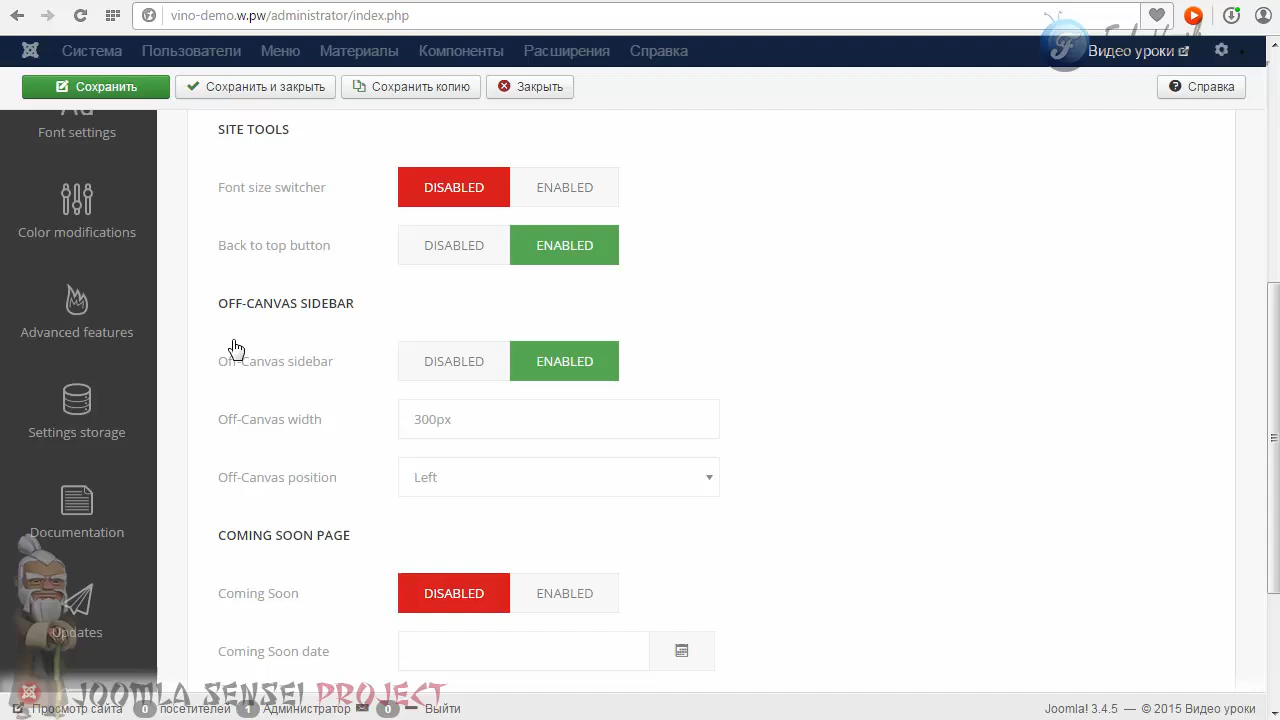 vino-demo.w.pw/administrator/index.php
Система Пользователи Меню Материалы Компоненты Расширения Справка Видео уроки
Сохранить Сохранить и закрыть Сохранить копию Закрыть Справка
Font settings
Color modifications
Advanced features
Settings storage
Documentation
Updates
SITE TOOLS
Font size switcher DISABLED ENABLED
Back to top button DISABLED ENABLED
OFF-CANVAS SIDEBAR
Off-Canvas sidebar DISABLED ENABLED
Off-Canvas width 300px
Off-Canvas position Left
COMING SOON PAGE
Coming Soon DISABLED ENABLED
Coming Soon date
JOOMLA SENSEI PROJECT
Просмотр сайта 0 посетителей 1 Администратор 0 Выйти
Joomla! 3.4.5 — © 2015 Видео уроки